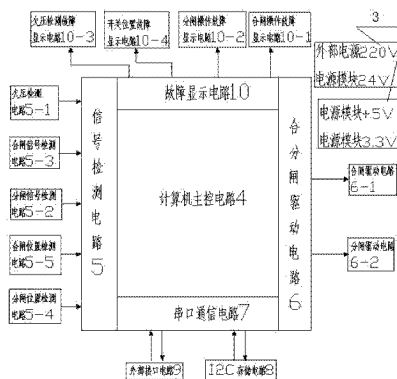 欠压检测故障
显示电路10-3
开关位置故障
显示电路10-4
分闸操作故障
显示电路10-2
合闸操作故障
显示电路10-1
3
外部电源220V
电源模块24V
电源模块+5V
电源模块3.3V
欠压检测
电路5-1
合闸信号检测
电路5-3
分闸信号检测
电路5-2
合闸位置检测
电路5-5
分闸位置检测
电路5-4
信号检测电路5
故障显示电路10
计算机主控电路4
串口通信电路7
合分闸驱动电路6
合闸驱动电路
6-1
分闸驱动电路
6-2
外部接口电路9
I2C存储电路8